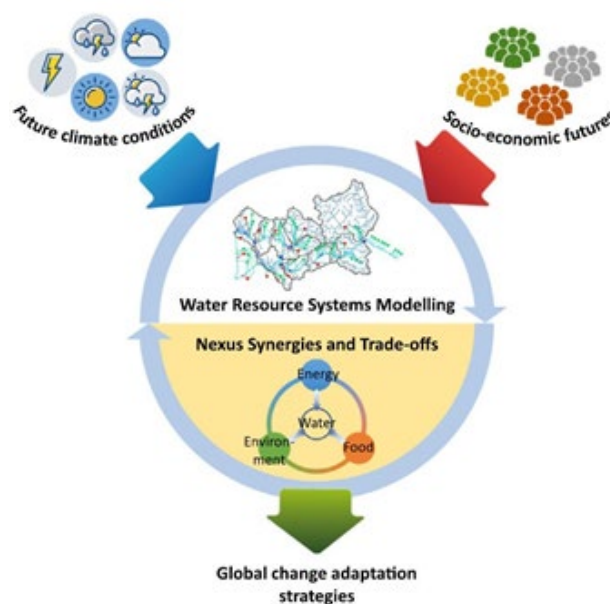 Future climate conditions
Socio-economic futures
Water Resource Systems Modelling
Nexus Synergies and Trade-offs
Energy
Water
Environ-
ment
Food
Global change adaptation
strategies